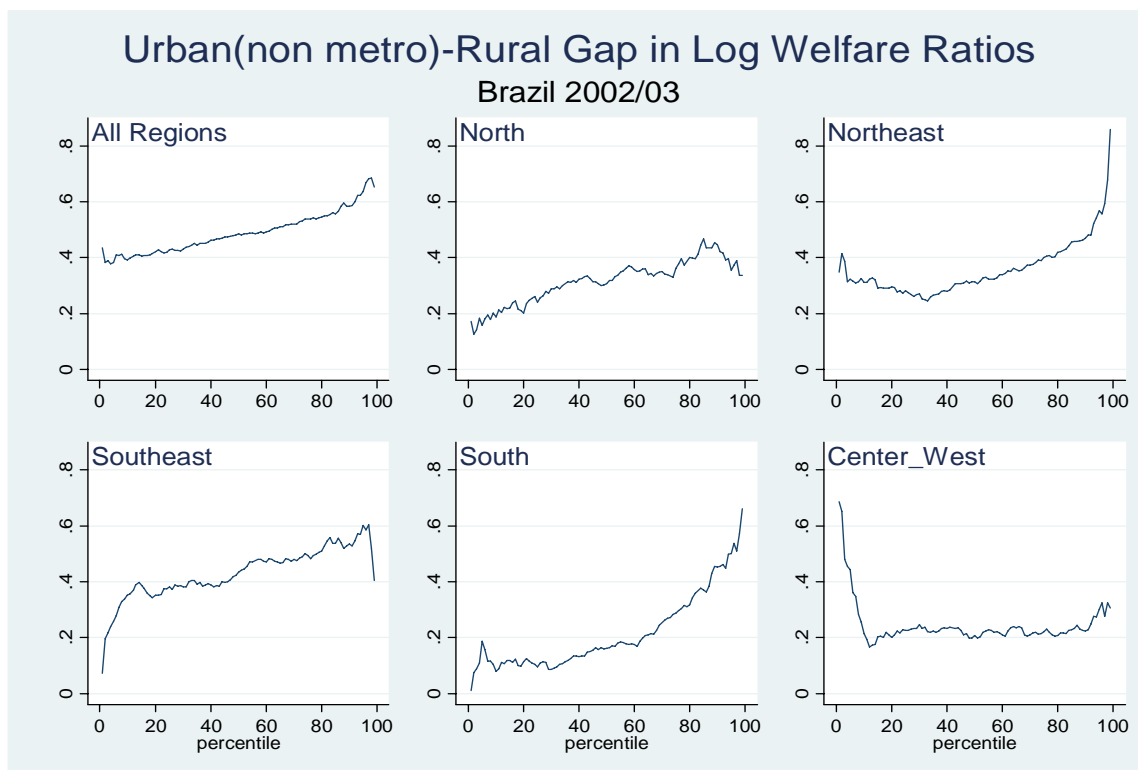 Urban(non metro)-Rural Gap in Log Welfare Ratios
Brazil 2002/03
All Regions
.8
.6
.4
.2
0
0 20 40 60 80 100
North
.8
.6
.4
.2
0
0 20 40 60 80 100
Northeast
.8
.6
.4
.2
0
0 20 40 60 80 100
Southeast
.8
.6
.4
.2
0
0 20 40 60 80 100
percentile
South
.8
.6
.4
.2
0
0 20 40 60 80 100
percentile
Center_West
.8
.6
.4
.2
0
0 20 40 60 80 100
percentile